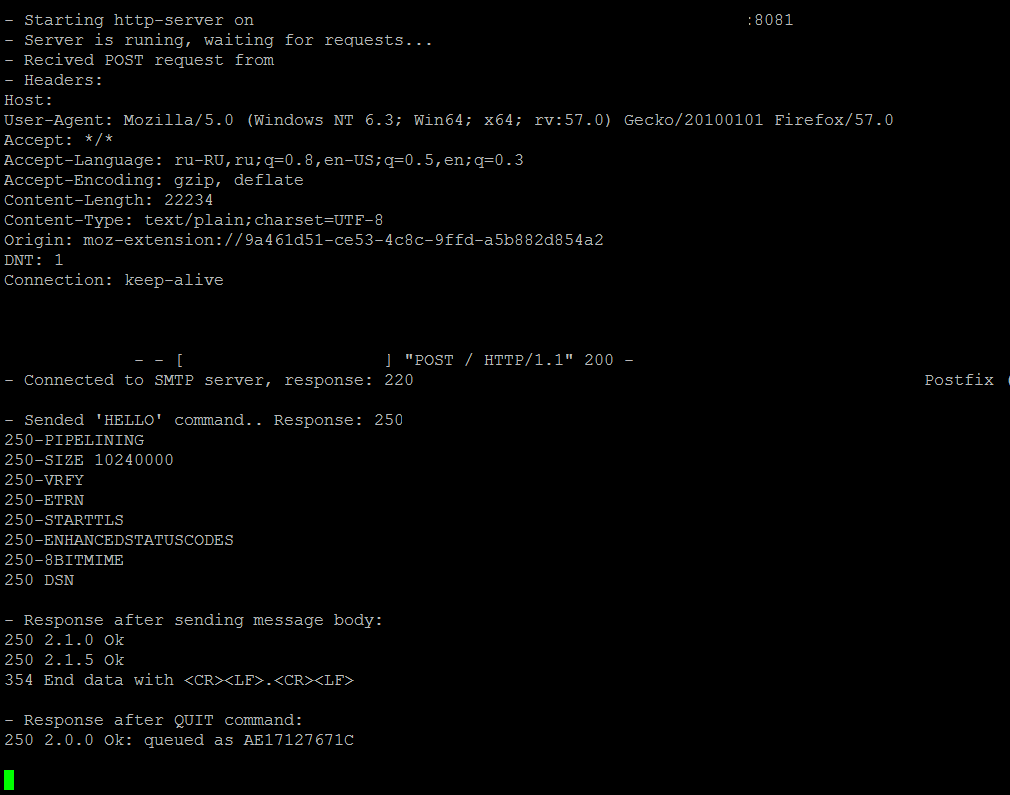 - Starting http-server on :8081
- Server is runing, waiting for requests...
- Recived POST request from
- Headers:
Host:
User-Agent: Mozilla/5.0 (Windows NT 6.3; Win64; x64; rv:57.0) Gecko/20100101 Firefox/57.0
Accept: */*
Accept-Language: ru-RU,ru;q=0.8,en-US;q=0.5,en;q=0.3
Accept-Encoding: gzip, deflate
Content-Length: 22234
Content-Type: text/plain;charset=UTF-8
Origin: moz-extension://9a461d51-ce53-4c8c-9ffd-a5b882d854a2
DNT: 1
Connection: keep-alive
- - [ ] "POST / HTTP/1.1" 200 -
- Connected to SMTP server, response: 220 Postfix (
- Sended 'HELLO' command.. Response: 250
250-PIPELINING
250-SIZE 10240000
250-VRFY
250-ETRN
250-STARTTLS
250-ENHANCEDSTATUSCODES
250-8BITMIME
250 DSN
- Response after sending message body:
250 2.1.0 Ok
250 2.1.5 Ok
354 End data with <CR><LF>.<CR><LF>
- Response after QUIT command:
250 2.0.0 Ok: queued as AE17127671C